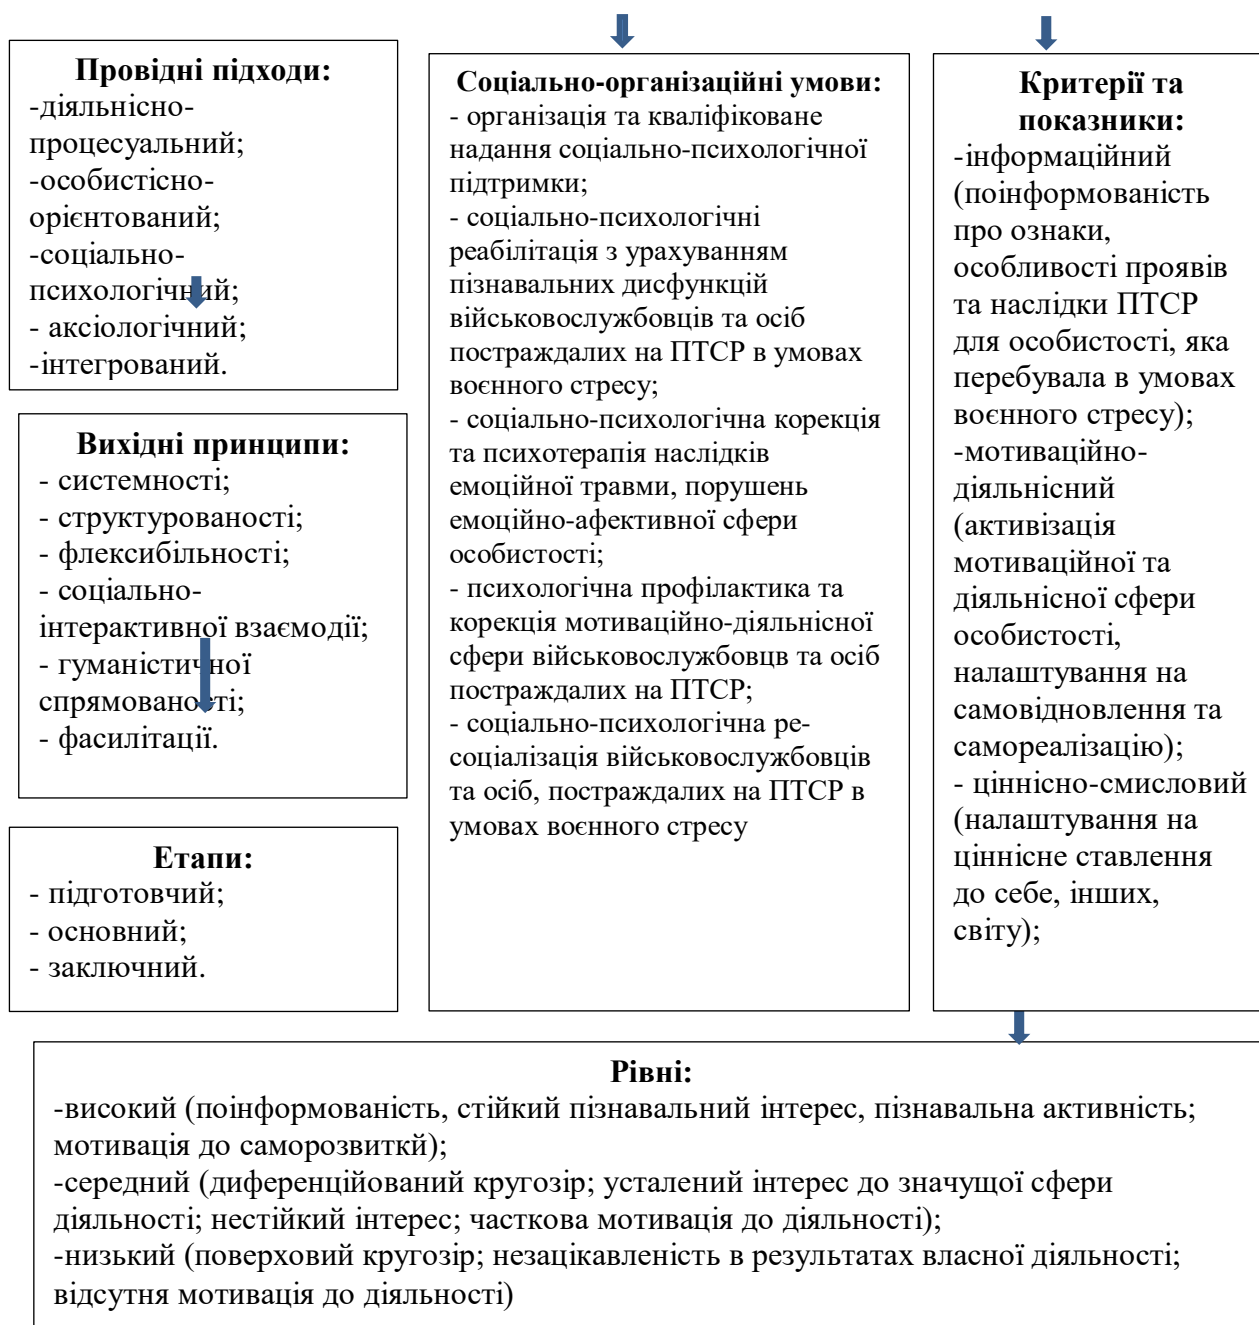 Провідні підходи:
-діяльнісно-
процесуальний;
-особистісно-
орієнтований;
-соціально-
психологічний;
- аксіологічний;
-інтегрований.
Вихідні принципи:
- системності;
- структурованості;
- флексибільності;
- соціально-
інтерактивної взаємодії;
- гуманістичної
спрямованості;
- фасилітації.
Етапи:
- підготовчий;
- основний;
- заключний.
Соціально-організаційні умови:
- організація та кваліфіковане
надання соціально-психологічної
підтримки;
- соціально-психологічні
реабілітація з урахуванням
пізнавальних дисфункцій
військовослужбовців та осіб
постраждалих на ПТСР в умовах
воєнного стресу;
- соціально-психологічна корекція
та психотерапія наслідків
емоційної травми, порушень
емоційно-афективної сфери
особистості;
- психологічна профілактика та
корекція мотиваційно-діяльнісної
сфери військовослужбовцв та осіб
постраждалих на ПТСР;
- соціально-психологічна ре-
соціалізація військовослужбовців
та осіб, постраждалих на ПТСР в
умовах воєнного стресу
Критерії та
показники:
-інформаційний
(поінформованість
про ознаки,
особливості проявів
та наслідки ПТСР
для особистості, яка
перебувала в умовах
воєнного стресу);
-мотиваційно-
діяльнісний
(активізація
мотиваційної та
діяльнісної сфери
особистості,
налаштування на
самовідновлення та
самореалізацію);
- ціннісно-смисловий
(налаштування на
ціннісне ставлення
до себе, інших,
світу);
Рівні:
-високий (поінформованість, стійкий пізнавальний інтерес, пізнавальна активність;
мотивація до саморозвиткй);
-середний (диференційований кругозір; усталений інтерес до значущої сфери
діяльності; нестійкий інтерес; часткова мотивація до діяльності);
-низький (поверховий кругозір; незацікавленість в результатах власної діяльності;
відсутня мотивація до діяльності)